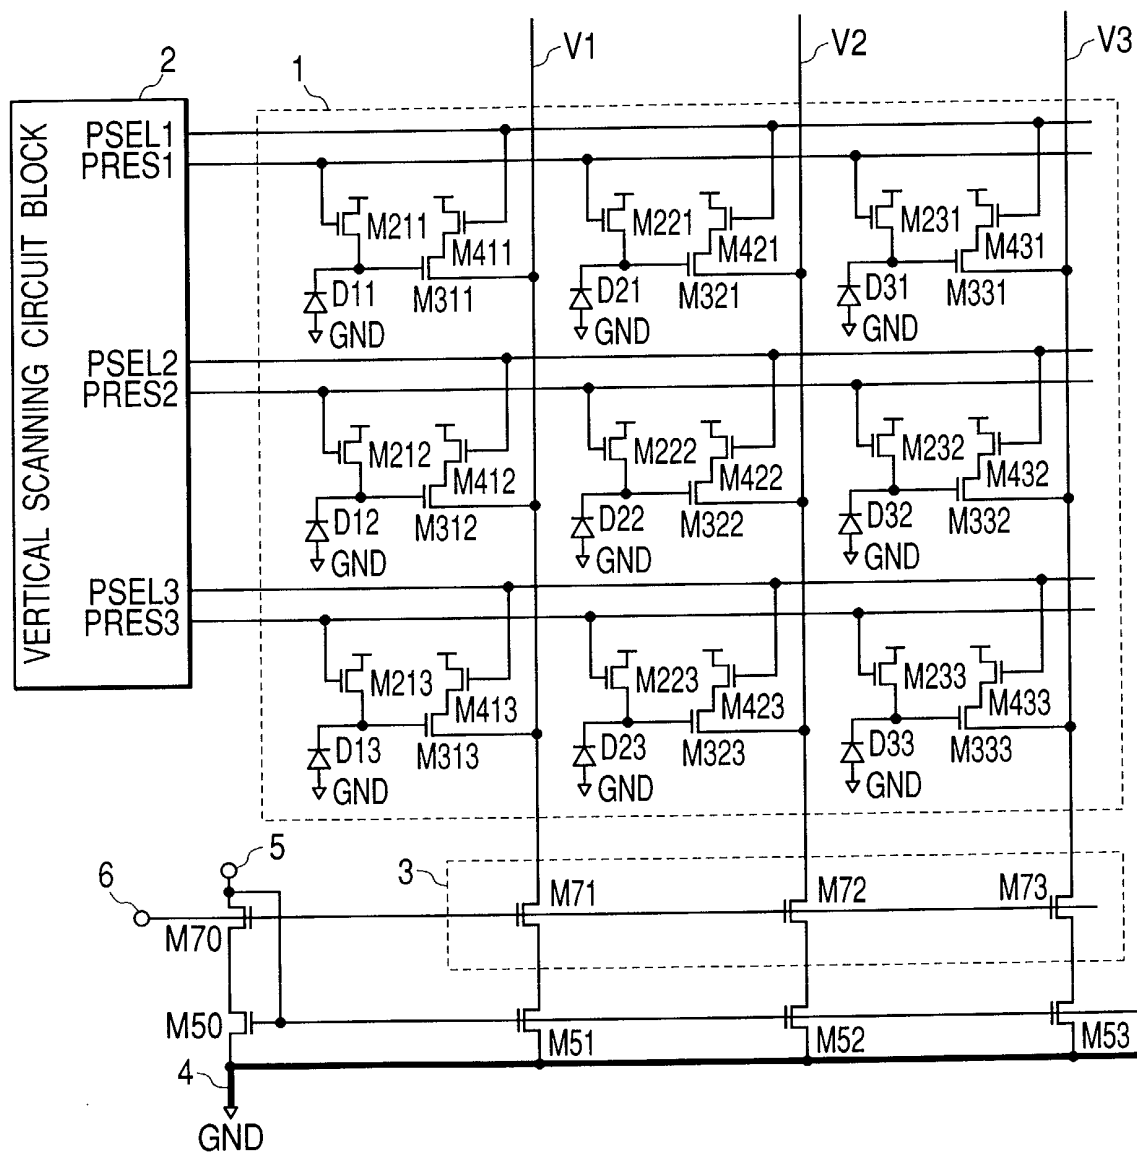 V1
V2
V3
2
1
VERTICAL SCANNING CIRCUIT BLOCK
PSEL1
PRES1
M211
M411
M221
M421
M231
M431
D11
M311
D21
M321
D31
M331
GND
GND
GND
PSEL2
PRES2
M212
M412
M222
M422
M232
M432
D12
M312
D22
M322
D32
M332
GND
GND
GND
PSEL3
PRES3
M213
M413
M223
M423
M233
M433
D13
M313
D23
M323
D33
M333
GND
GND
GND
5
3
6
M71
M72
M73
M70
M50
M51
M52
M53
4
GND